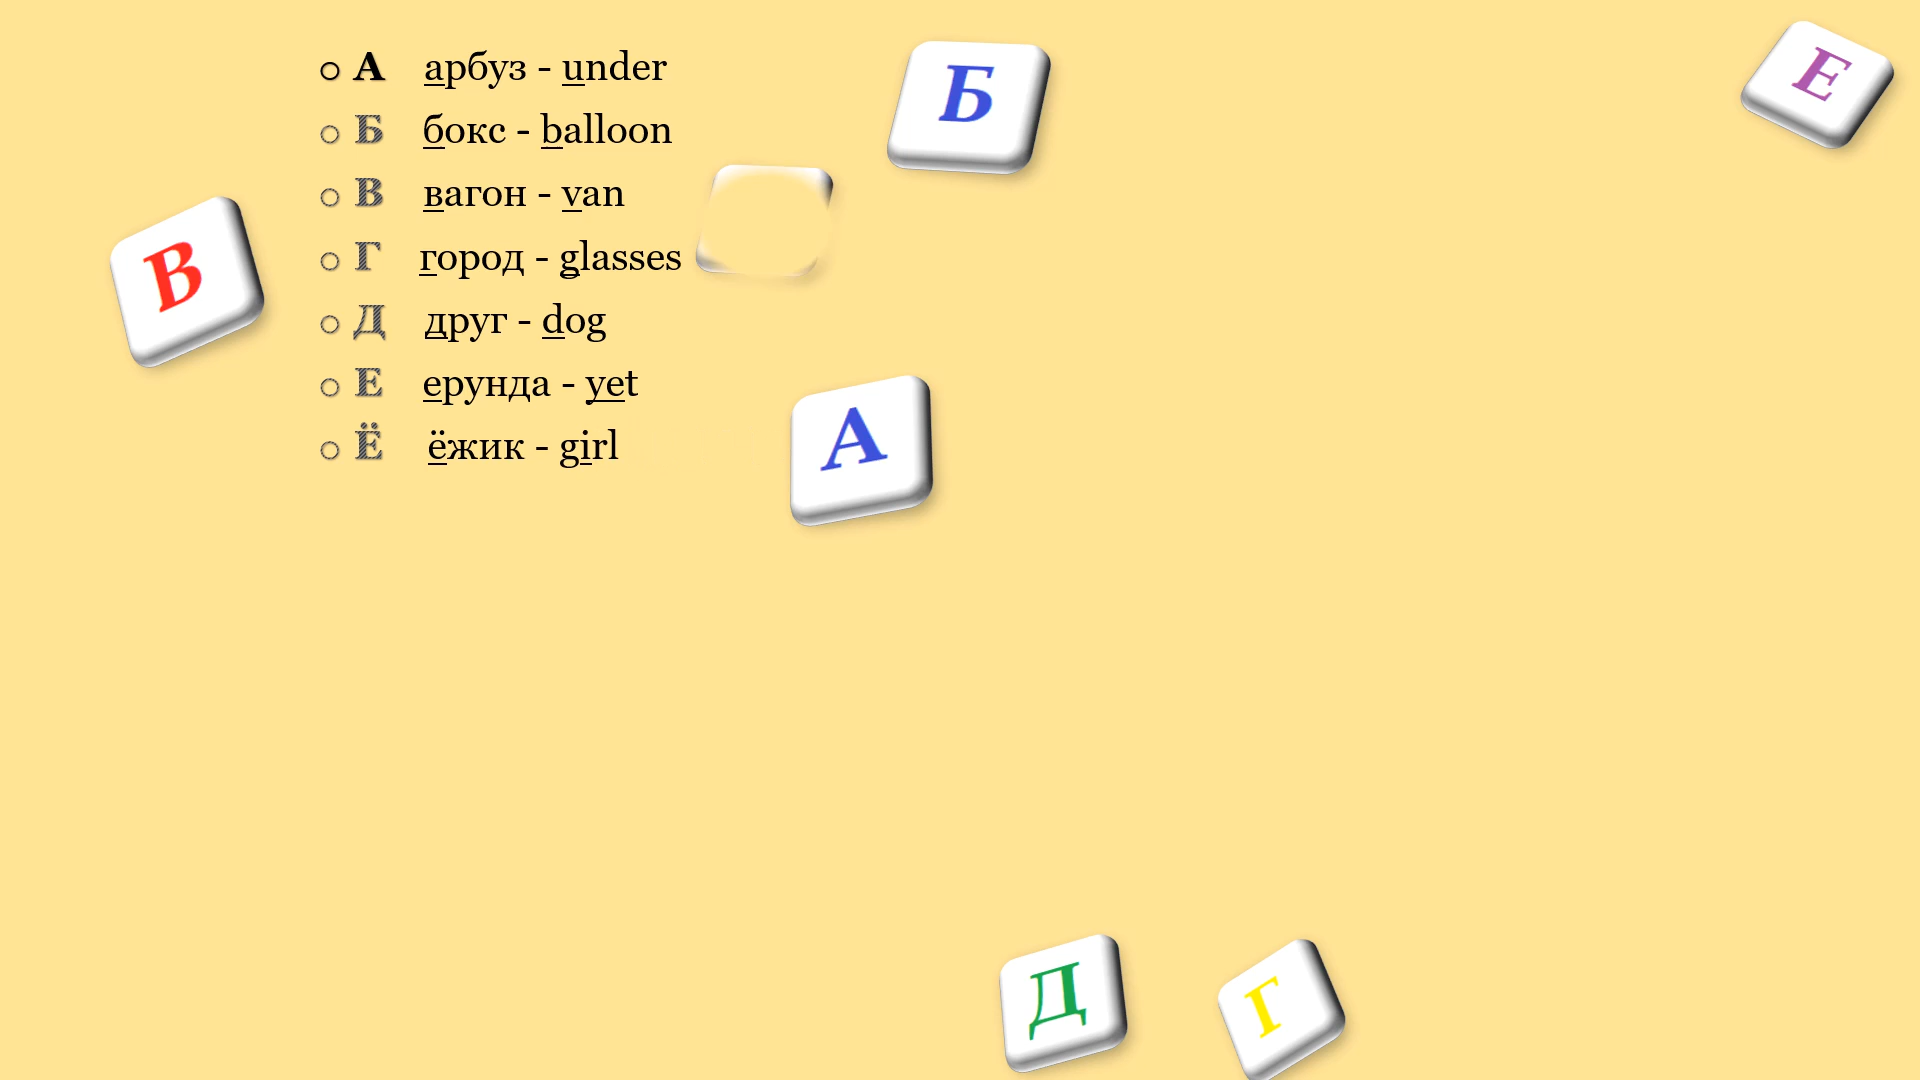 А арбуз - under
Б бокс - balloon
В вагон - van
Г город - glasses
Д друг - dog
Е ерунда - yet
Ё ёжик - girl
Б
Е
В
А
Д
Г